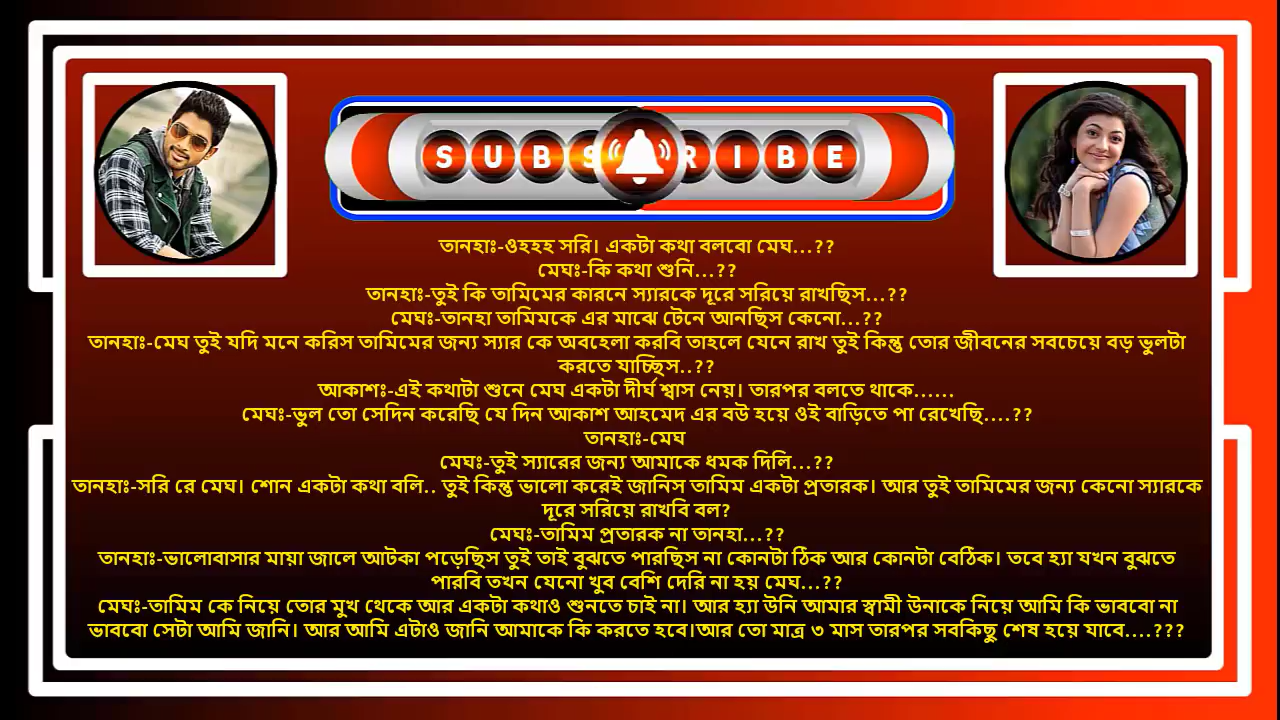 SUBSRIBE
তানহাঃ-ওহহহ সরি। একটা কথা বলবো মেঘ...??
মেঘঃ-কি কথা শুনি...??
তানহাঃ-তুই কি তামিমের কারনে স্যারকে দূরে সরিয়ে রাখছিস...??
মেঘঃ-তানহা তামিমকে এর মাঝে টেনে আনছিস কেনো...??
তানহাঃ-মেঘ তুই যদি মনে করিস তামিমের জন্য স্যার কে অবহেলা করবি তাহলে যেনে রাখ তুই কিন্তু তোর জীবনের সবচেয়ে বড় ভুলটা
করতে যাচ্ছিস..??
আকাশঃ-এই কথাটা শুনে মেঘ একটা দীর্ঘ শ্বাস নেয়। তারপর বলতে থাকে......
মেঘঃ-ভুল তো সেদিন করেছি যে দিন আকাশ আহমেদ এর বউ হয়ে ওই বাড়িতে পা রেখেছি....??
তানহাঃ-মেঘ
মেঘঃ-তুই স্যারের জন্য আমাকে ধমক দিলি...??
তানহাঃ-সরি রে মেঘ। শোন একটা কথা বলি.. তুই কিন্তু ভালো করেই জানিস তামিম একটা প্রতারক। আর তুই তামিমের জন্য কেনো স্যারকে
দূরে সরিয়ে রাখবি বল?
মেঘঃ-তামিম প্রতারক না তানহা...??
তানহাঃ-ভালোবাসার মায়া জালে আটকা পড়েছিস তুই তাই বুঝতে পারছিস না কোনটা ঠিক আর কোনটা বেঠিক। তবে হ্যা যখন বুঝতে
পারবি তখন যেনো খুব বেশি দেরি না হয় মেঘ...??
মেঘঃ-তামিম কে নিয়ে তোর মুখ থেকে আর একটা কথাও শুনতে চাই না। আর হ্যা উনি আমার স্বামী উনাকে নিয়ে আমি কি ভাববো না
ভাববো সেটা আমি জানি। আর আমি এটাও জানি আমাকে কি করতে হবে।আর তো মাত্র ৩ মাস তারপর সবকিছু শেষ হয়ে যাবে....???